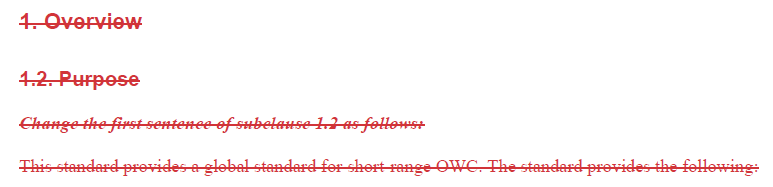 1. Overview
1.2. Purpose
Change the first sentence of subclause 1.2 as follows:
This standard provides a global standard for short-range OWC. The standard provides the following: